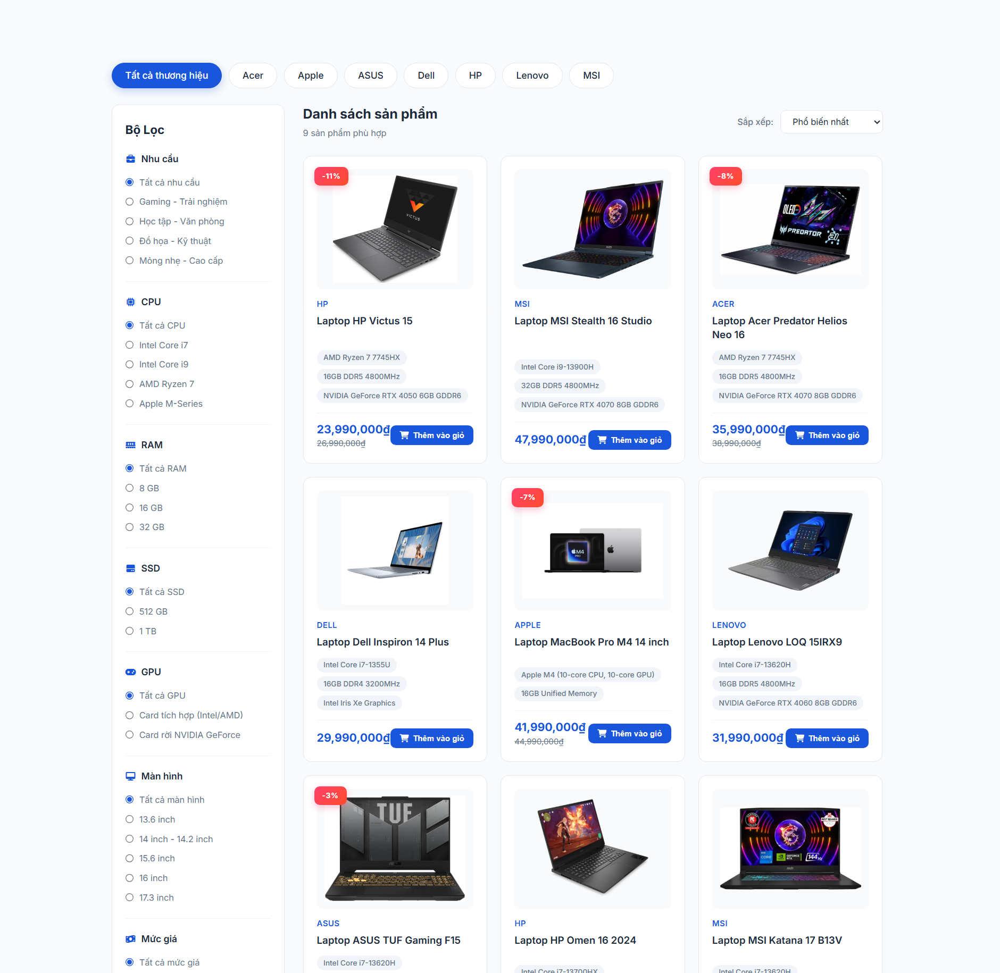 Tất cả thương hiệu
Acer
Apple
ASUS
Dell
HP
Lenovo
MSI
Bộ Lọc
Nhu cầu
Tất cả nhu cầu
Gaming - Trải nghiệm
Học tập - Văn phòng
Đồ họa - Kỹ thuật
Mỏng nhẹ - Cao cấp
CPU
Tất cả CPU
Intel Core i7
Intel Core i9
AMD Ryzen 7
Apple M-Series
RAM
Tất cả RAM
8 GB
16 GB
32 GB
SSD
Tất cả SSD
512 GB
1 TB
GPU
Tất cả GPU
Card tích hợp (Intel/AMD)
Card rời NVIDIA GeForce
Màn hình
Tất cả màn hình
13.6 inch
14 inch - 14.2 inch
15.6 inch
16 inch
17.3 inch
Mức giá
Tất cả mức giá
Danh sách sản phẩm
9 sản phẩm phù hợp
Sắp xếp:
Phổ biến nhất
-11%
VICTUS
HP
Laptop HP Victus 15
AMD Ryzen 7 7745HX
16GB DDR5 4800MHz
NVIDIA GeForce RTX 4050 6GB GDDR6
23,990,000₫
26,990,000₫
Thêm vào giỏ
MSI
Laptop MSI Stealth 16 Studio
Intel Core i9-13900H
32GB DDR5 4800MHz
NVIDIA GeForce RTX 4070 8GB GDDR6
47,990,000₫
Thêm vào giỏ
-8%
OLED
PREDATOR
ai
ACER
Laptop Acer Predator Helios
Neo 16
AMD Ryzen 7 7745HX
16GB DDR5 4800MHz
NVIDIA GeForce RTX 4070 8GB GDDR6
35,990,000₫
38,990,000₫
Thêm vào giỏ
DELL
Laptop Dell Inspiron 14 Plus
Intel Core i7-1355U
16GB DDR4 3200MHz
Intel Iris Xe Graphics
29,990,000₫
Thêm vào giỏ
-7%
M4
PRO
APPLE
Laptop MacBook Pro M4 14 inch
Apple M4 (10-core CPU, 10-core GPU)
16GB Unified Memory
41,990,000₫
44,990,000₫
Thêm vào giỏ
LENOVO
Laptop Lenovo LOQ 15IRX9
Intel Core i7-13620H
16GB DDR5 4800MHz
NVIDIA GeForce RTX 4060 8GB GDDR6
31,990,000₫
Thêm vào giỏ
-3%
TUF
ASUS
Laptop ASUS TUF Gaming F15
Intel Core i7-13620H
HP
Laptop HP Omen 16 2024
Intel Core i7-13700HX
PC
BEST BRANDS
intel
CORE
GEFORCE
RTX
144Hz
MSI
Laptop MSI Katana 17 B13V
Intel Core i7-13620H